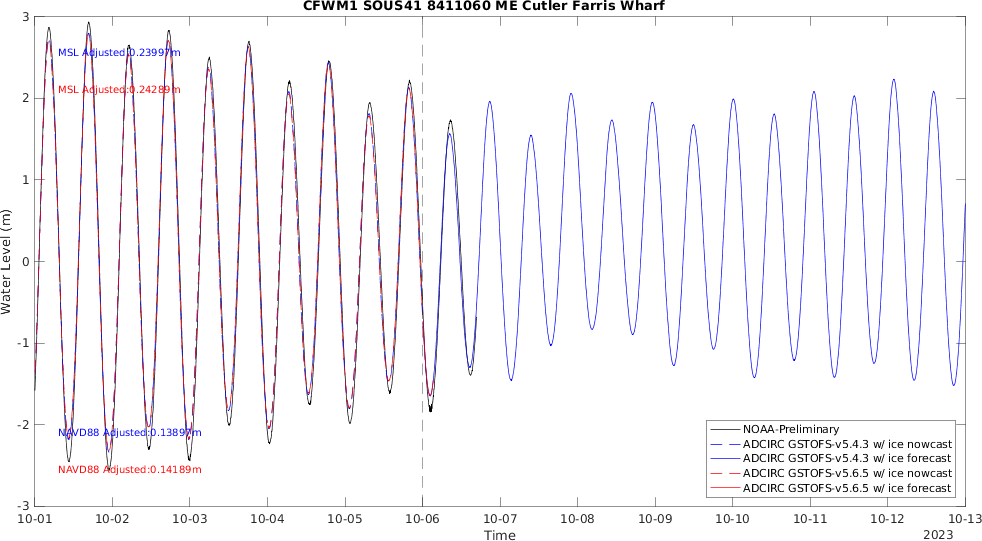 CFWM1 SOUS41 8411060 ME Cutler Farris Wharf
3
2
1
0
-1
-2
-3
Water Level (m)
MSL Adjusted:0.23997m
MSL Adjusted:0.24289m
NAVD88 Adjusted:0.13897m
NAVD88 Adjusted:0.14189m
NOAA-Preliminary
ADCIRC GSTOFS-v5.4.3 w/ ice nowcast
ADCIRC GSTOFS-v5.4.3 w/ ice forecast
ADCIRC GSTOFS-v5.6.5 w/ ice nowcast
ADCIRC GSTOFS-v5.6.5 w/ ice forecast
10-01 10-02 10-03 10-04 10-05 10-06 10-07 10-08 10-09 10-10 10-11 10-12 10-13
Time
2023